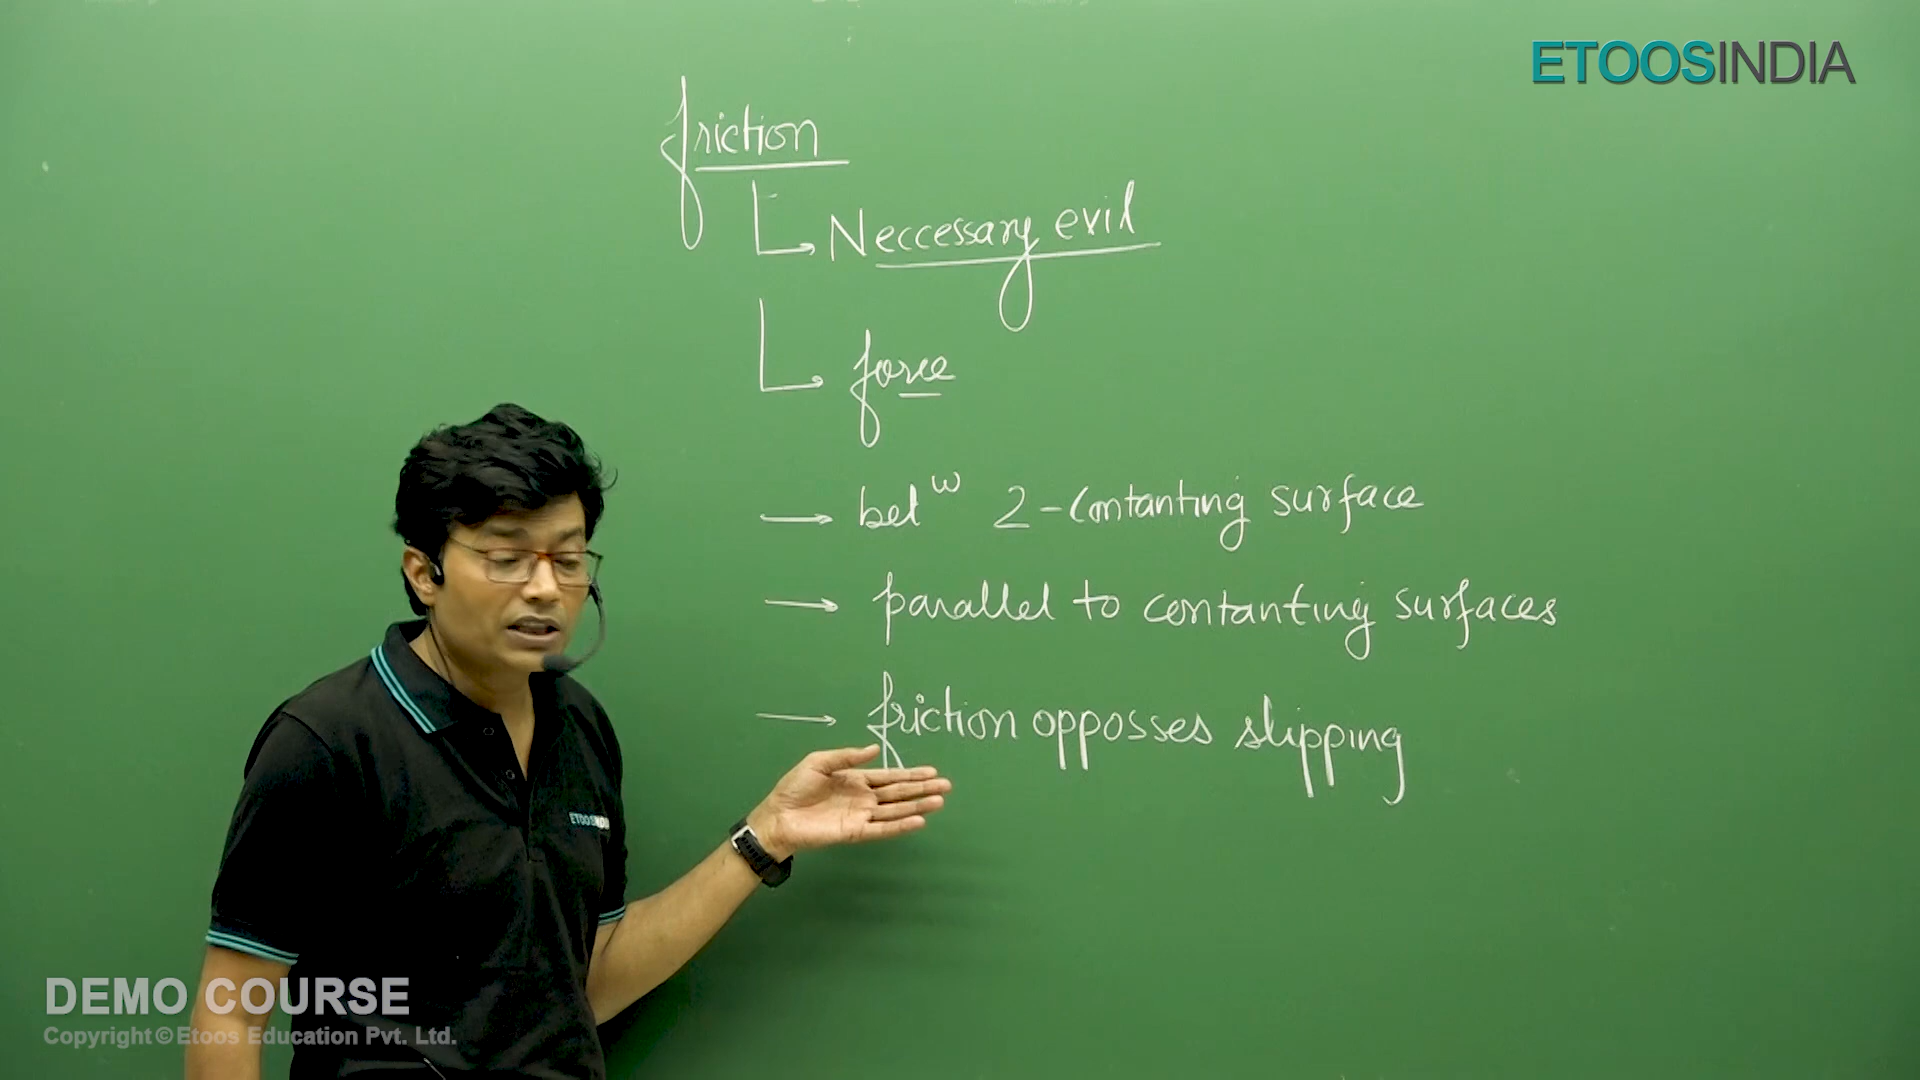 ETOOSINDIA
friction
Neccessary evil
force
betw 2-Contanting surface
parallel to contanting surfaces
friction opposses slipping
ETOOSINDIA
DEMO COURSE
Copyright © Etoos Education Pvt. Ltd.